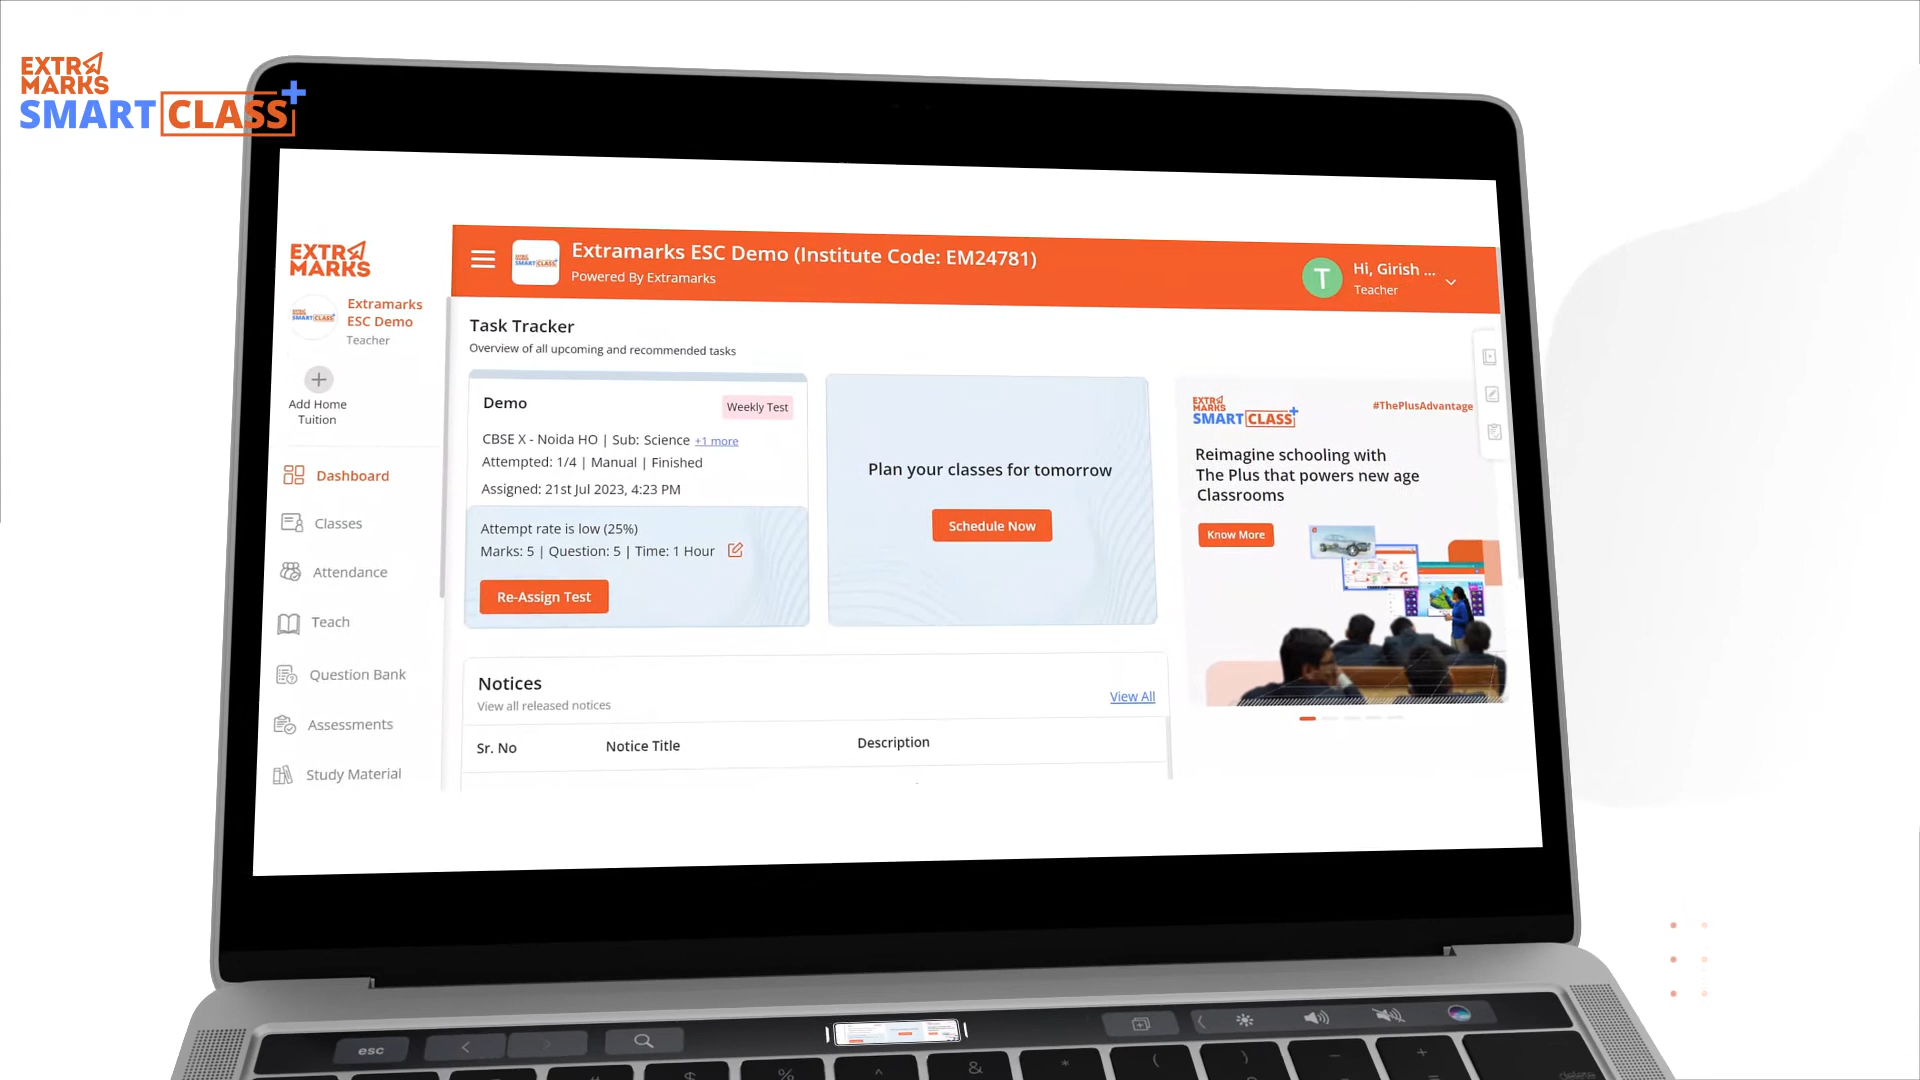 EXTRA
MARKS
SMART CLASS+
EXTRA
MARKS
Extramarks
ESC Demo
Teacher
Add Home
Tuition
Dashboard
Classes
Attendance
Teach
Question Bank
Assessments
Study Material
SMART CLASS
Extramarks ESC Demo (Institute Code: EM24781)
Powered By Extramarks
T
Hi, Girish ...
Teacher
Task Tracker
Overview of all upcoming and recommended tasks
Demo
Weekly Test
CBSE X - Noida HO | Sub: Science +1 more
Attempted: 1/4 | Manual | Finished
Assigned: 21st Jul 2023, 4:23 PM
Attempt rate is low (25%)
Marks: 5 | Question: 5 | Time: 1 Hour
Re-Assign Test
Plan your classes for tomorrow
Schedule Now
EXTRA
MARKS
SMART CLASS+
#ThePlusAdvantage
Reimagine schooling with
The Plus that powers new age
Classrooms
Know More
Notices
View all released notices
View All
Sr. No
Notice Title
Description
esc
$
%
^
&
*
(
)
delete